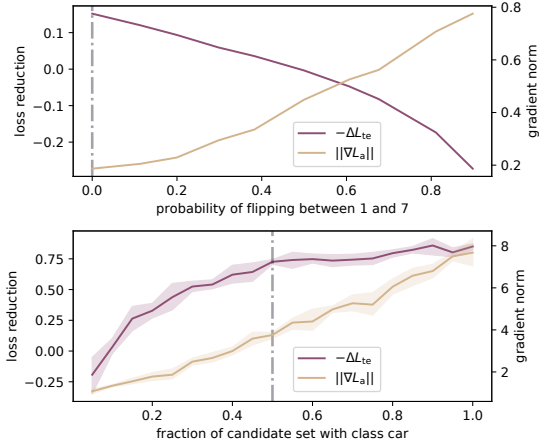 0.1
0.0
−0.1
−0.2
loss reduction
0.8
0.6
0.4
0.2
gradient norm
−ΔL_te
||∇L_a||
0.0 0.2 0.4 0.6 0.8
probability of flipping between 1 and 7
0.75
0.50
0.25
0.00
−0.25
loss reduction
8
6
4
2
gradient norm
−ΔL_te
||∇L_a||
0.2 0.4 0.6 0.8 1.0
fraction of candidate set with class car